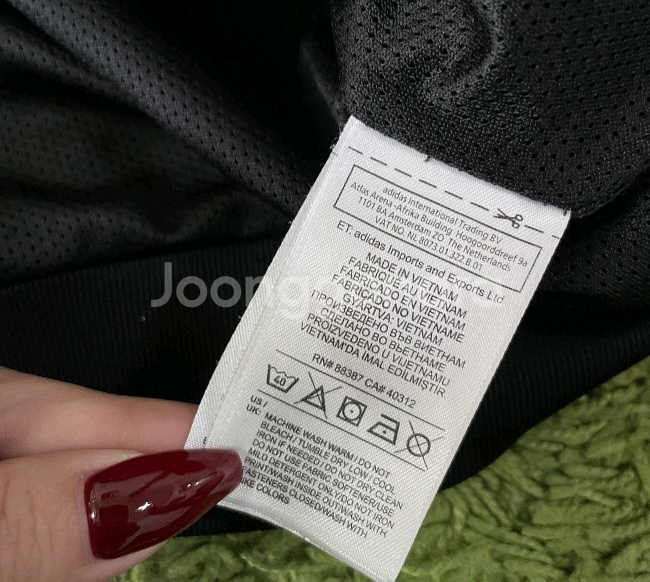 adidas International Trading BV
Atlas Arena -Afrika Building Hoogoorddreef 9a
1101 BA Amsterdam ZO The Netherlands
VAT NO. NL 8073.01.322.B.01
ET: adidas Imports and Exports Ltd
MADE IN VIETNAM
FABRIQUÉ AU VIETNAM
FABRICADO EN VIETNAM
FABRICADO NO VIETNAME
GYÁRTVA: VIETNÁM
ПРОИЗВЕДЕНО ВЪВ ВИЕТНАМ
СДЕЛАНО ВО ВЬЕТНАМЕ
PROIZVEDENO U VIJETNAMU
VIETNAM'DA İMAL EDİLMİŞTİR.
RN# 88387 CA# 40312
40
US /
UK: MACHINE WASH WARM / DO NOT
BLEACH / TUMBLE DRY LOW / COOL
IRON IF NEEDED / DO NOT DRY CLEAN
DO NOT USE FABRIC SOFTENER/USE
MILD DETERGENT ONLY/DO NOT IRON
PRINT/WASH INSIDE OUT/WASH WITH
FASTENERS CLOSED/WASH WITH
LIKE COLORS